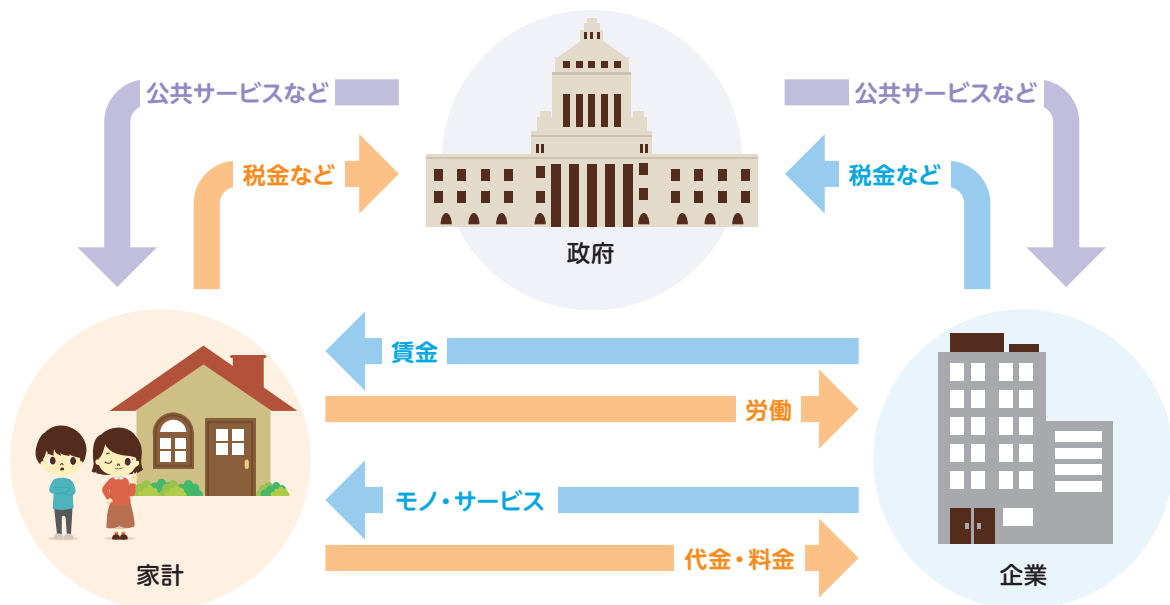 公共サービスなど
公共サービスなど
税金など
税金など
政府
賃金
労働
モノ・サービス
代金・料金
家計
企業